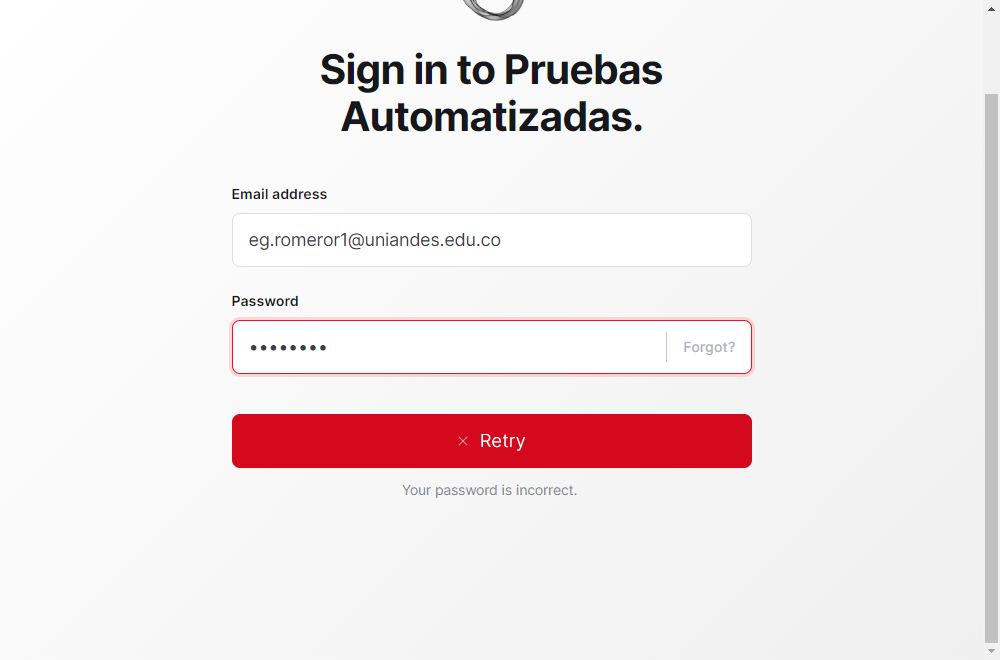 Sign in to Pruebas
Automatizadas.
Email address
eg.romeror1@uniandes.edu.co
Password
••••••••
Forgot?
× Retry
Your password is incorrect.